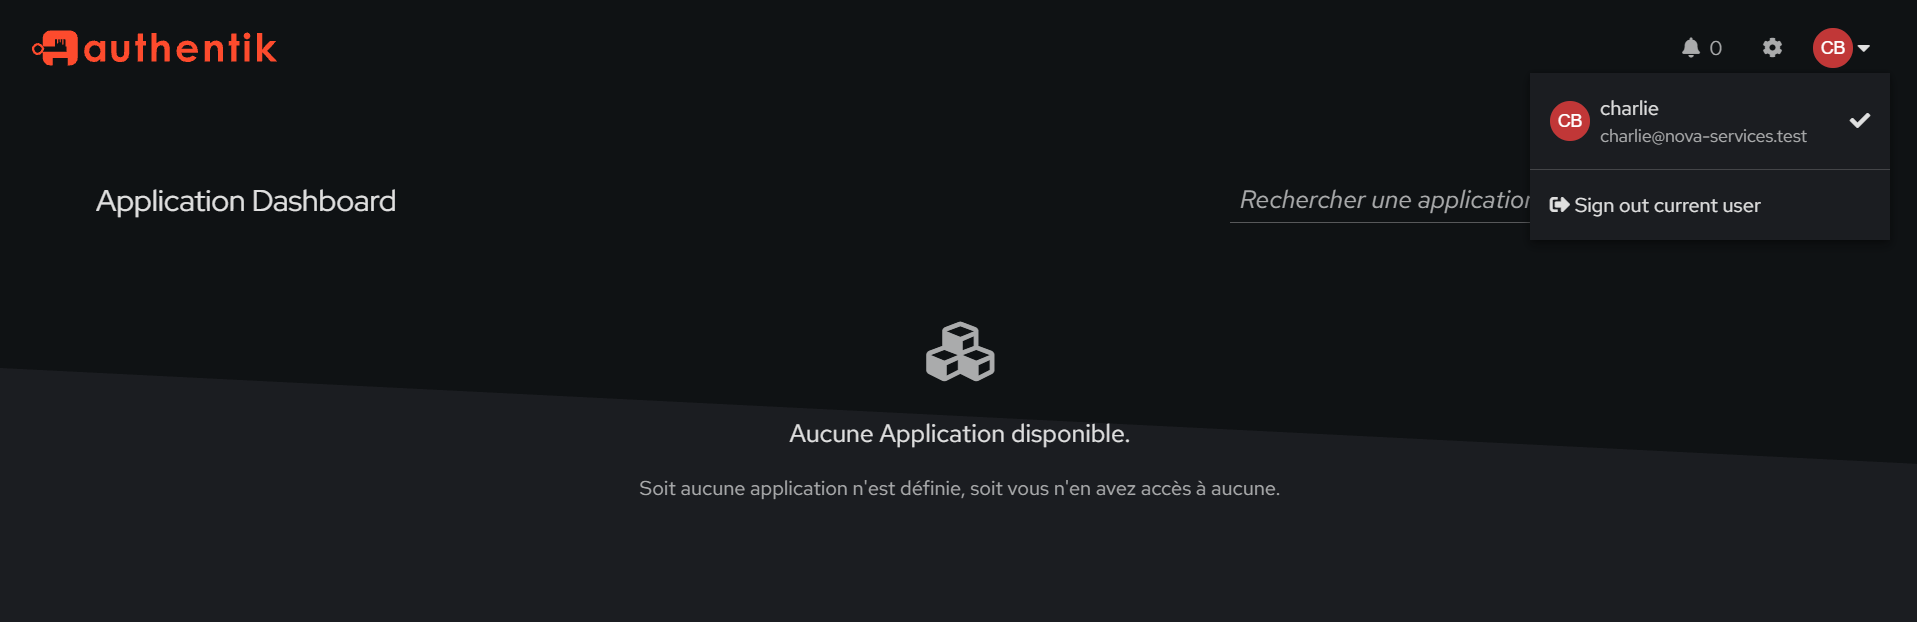 authentik
0
CB
CB
charlie
charlie@nova-services.test
Application Dashboard
Rechercher une application
Sign out current user
Aucune Application disponible.
Soit aucune application n'est définie, soit vous n'en avez accès à aucune.